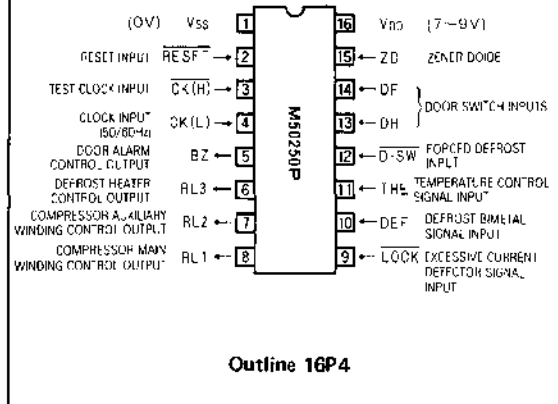 (0V) Vss 1
RESET INPUT RESET → 2
TEST CLOCK INPUT CK(H) → 3
CLOCK INPUT
(50/60Hz) CK(L) → 4
DOOR ALARM
CONTROL OUTPUT BZ ← 5
DEFROST HEATER
CONTROL OUTPUT RL3 ← 6
COMPRESSOR AUXILIARY
WINDING CONTROL OUTPUT RL2 ← 7
COMPRESSOR MAIN
WINDING CONTROL OUTPUT RL1 ← 8
M50250P
16 VDD (7~9V)
15 ← ZD ZENER DOIDE
14 ← DF
DOOR SWITCH INPUTS
13 ← DH
12 ← D-SW FORCED DEFROST
INPUT
11 ← THE TEMPERATURE CONTROL
SIGNAL INPUT
10 ← DEF DEFROST BIMETAL
SIGNAL INPUT
9 ← LOCK EXCESSIVE CURRENT
DETECTOR SIGNAL
INPUT
Outline 16P4